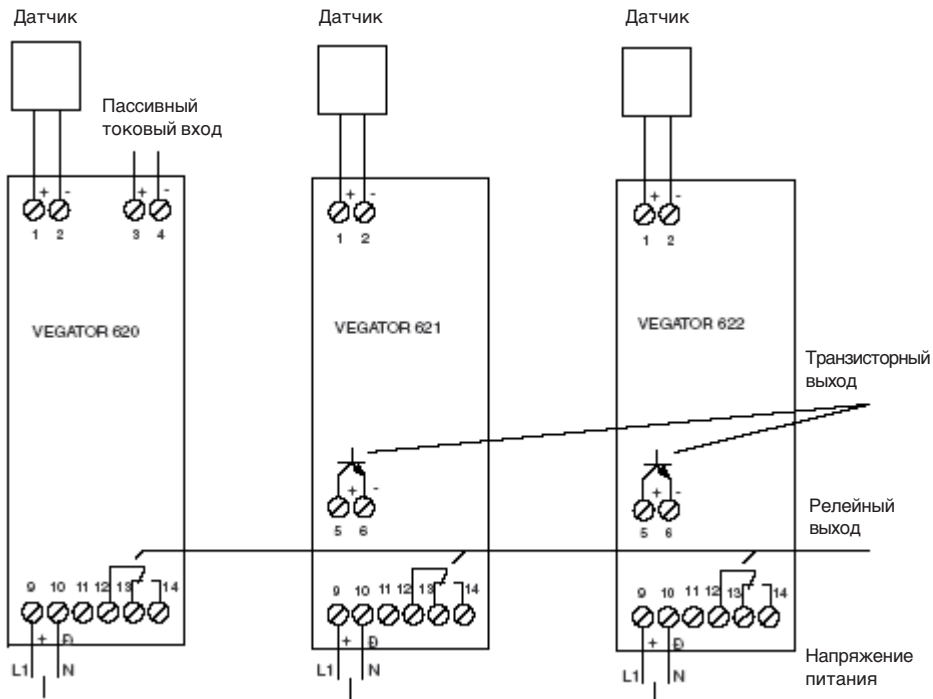 Датчик Датчик Датчик
Пассивный
токовый вход
+ - + - + - + -
1 2 3 4 1 2 1 2
VEGATOR 620 VEGATOR 621 VEGATOR 622
Транзисторный
выход
+ - + -
5 6 5 6
Релейный
выход
9 10 11 12 13 14 9 10 11 12 13 14 9 10 11 12 13 14
+ Đ + Đ + Đ
L1 N L1 N L1 N
Напряжение
питания